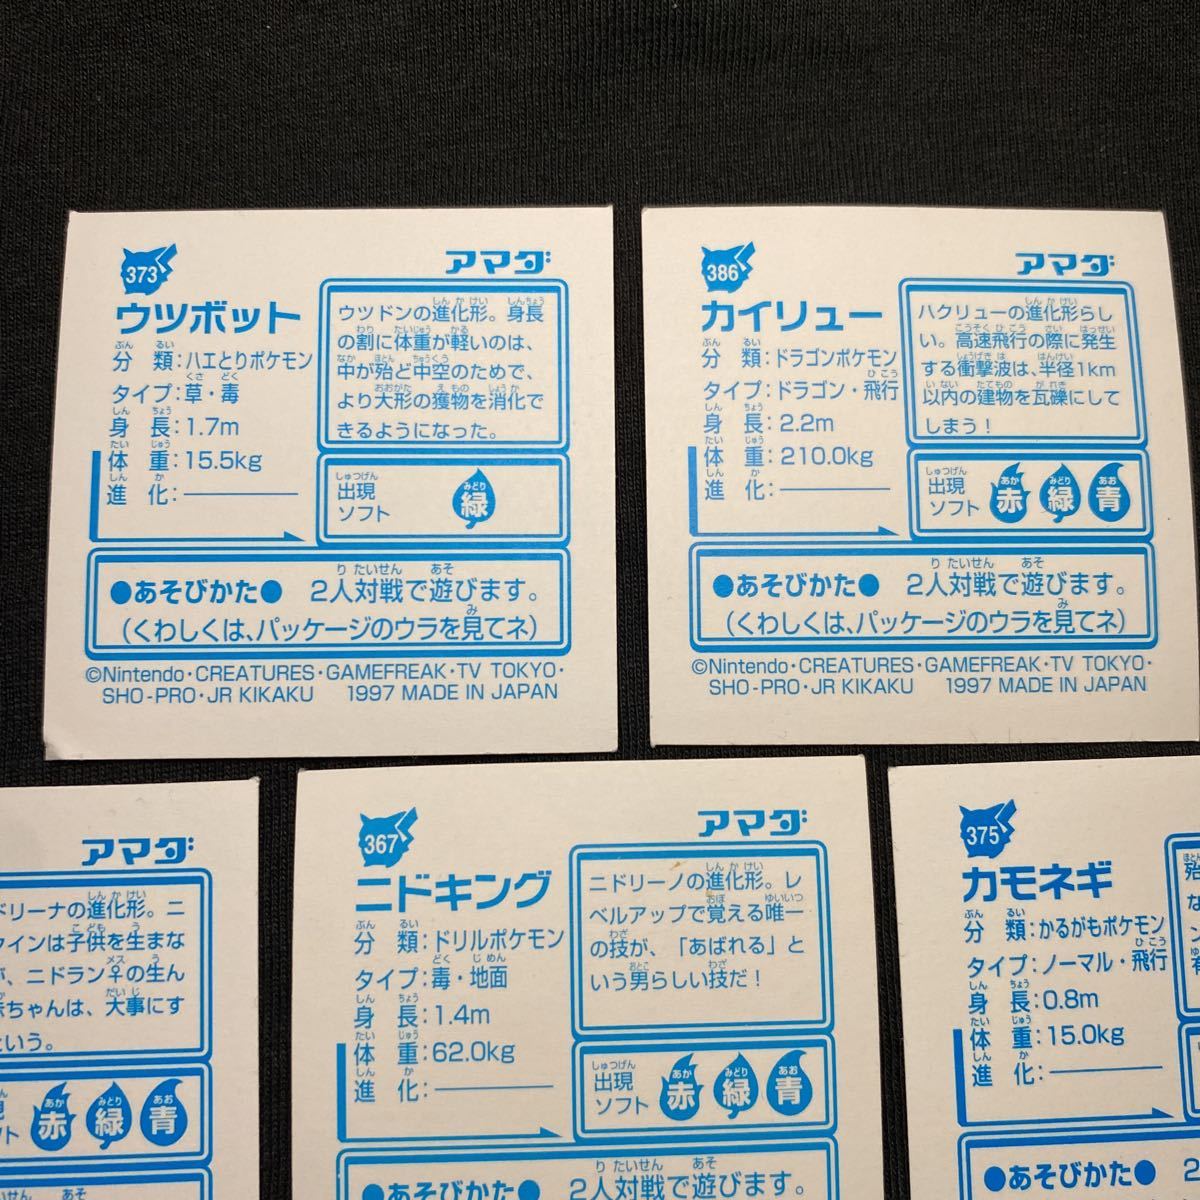 373
アマダ
ウツボット
分類:ハエとりポケモン
タイプ:草・毒
身長:1.7m
体重:15.5kg
進化:
ウツドンの進化形。身長
の割に体重が軽いのは、
中が殆ど中空のためで、
より大形の獲物を消化で
きるようになった。
出現
ソフト
緑
●あそびかた● 2人対戦で遊びます。
(くわしくは、パッケージのウラを見てネ)
©Nintendo・CREATURES・GAMEFREAK・TV TOKYO・
SHO-PRO・JR KIKAKU 1997 MADE IN JAPAN
386
アマダ
カイリュー
分類:ドラゴンポケモン
タイプ:ドラゴン・飛行
身長:2.2m
体重:210.0kg
進化:
ハクリューの進化形らし
い。高速飛行の際に発生
する衝撃波は、半径1km
以内の建物を瓦礫にして
しまう!
出現
ソフト
赤 緑 青
●あそびかた● 2人対戦で遊びます。
(くわしくは、パッケージのウラを見てネ)
©Nintendo・CREATURES・GAMEFREAK・TV TOKYO・
SHO-PRO・JR KIKAKU 1997 MADE IN JAPAN
アマダ
ドリーナの進化形。ニ
クインは子供を生まな
が、ニドラン♀の生ん
赤ちゃんは、大事にす
という。
現
フト
赤 緑 青
2人対戦で遊びます。
367
アマダ
ニドキング
分類:ドリルポケモン
タイプ:毒・地面
身長:1.4m
体重:62.0kg
進化:
ニドリーノの進化形。レ
ベルアップで覚える唯一
の技が、「あばれる」と
いう男らしい技だ!
出現
ソフト
赤 緑 青
●あそびかた● 2人対戦で遊びます。
375
カモネギ
分類:かるがもポケモン
タイプ:ノーマル・飛行
身長:0.8m
体重:15.0kg
進化:
殆
な
●あそびかた● 2